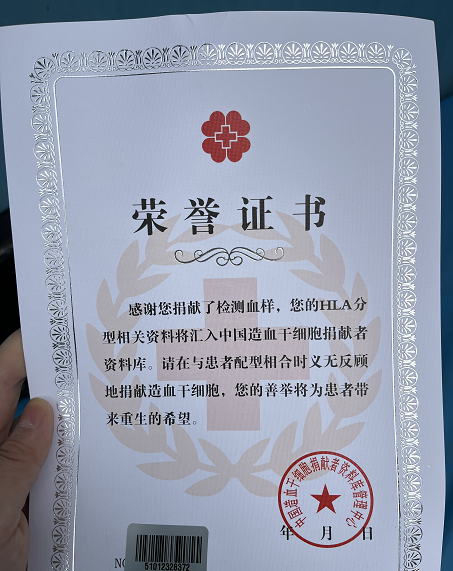 荣誉证书
感谢您捐献了检测血样，您的HLA分
型相关资料将汇入中国造血干细胞捐献者
资料库。请在与患者配型相合时义无反顾
地捐献造血干细胞，您的善举将为患者带
来重生的希望。
中国造血干细胞捐献者资料库管理中心
年 月 日
NO
51012328372